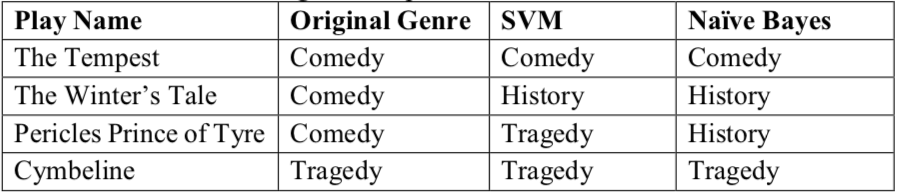 Play Name Original Genre SVM Naïve Bayes
The Tempest Comedy Comedy Comedy
The Winter's Tale Comedy History History
Pericles Prince of Tyre Comedy Tragedy History
Cymbeline Tragedy Tragedy Tragedy